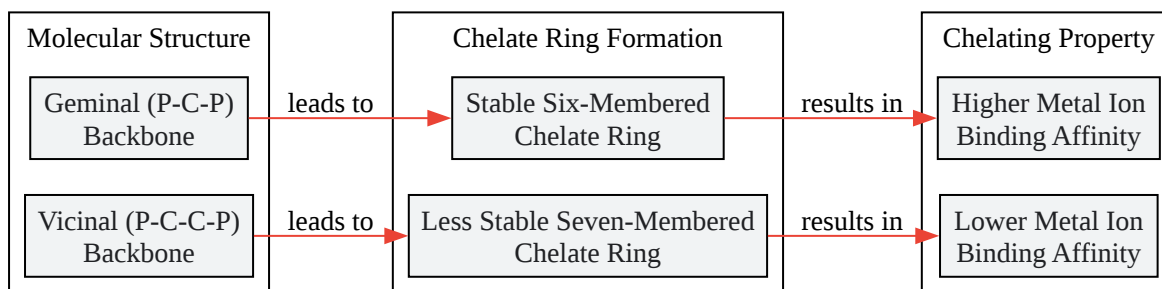 Molecular Structure
Chelate Ring Formation
Chelating Property
Geminal (P-C-P)
Backbone
leads to
Stable Six-Membered
Chelate Ring
results in
Higher Metal Ion
Binding Affinity
Vicinal (P-C-C-P)
Backbone
leads to
Less Stable Seven-Membered
Chelate Ring
results in
Lower Metal Ion
Binding Affinity